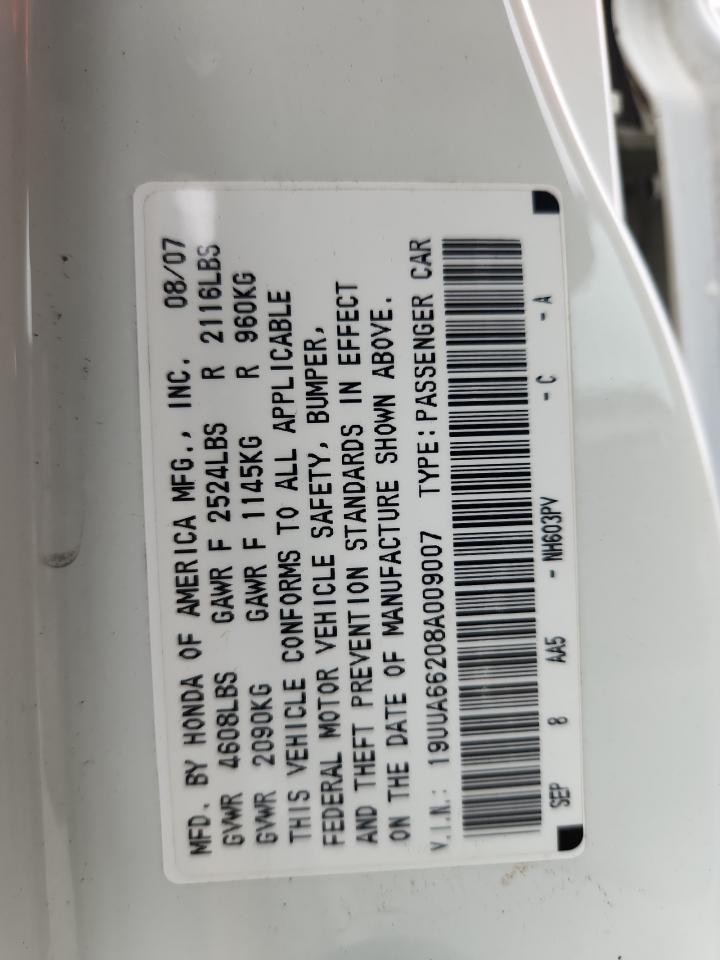 MFD. BY HONDA OF AMERICA MFG., INC. 08/07
GVWR 4608LBS GAWR F 2524LBS R 2116LBS
GVWR 2090KG GAWR F 1145KG R 960KG
THIS VEHICLE CONFORMS TO ALL APPLICABLE
FEDERAL MOTOR VEHICLE SAFETY, BUMPER,
AND THEFT PREVENTION STANDARDS IN EFFECT
ON THE DATE OF MANUFACTURE SHOWN ABOVE.
V.I.N.: 19UUA66208A009007 TYPE:PASSENGER CAR
SEP 8 AA5 - NH603PV - C - A